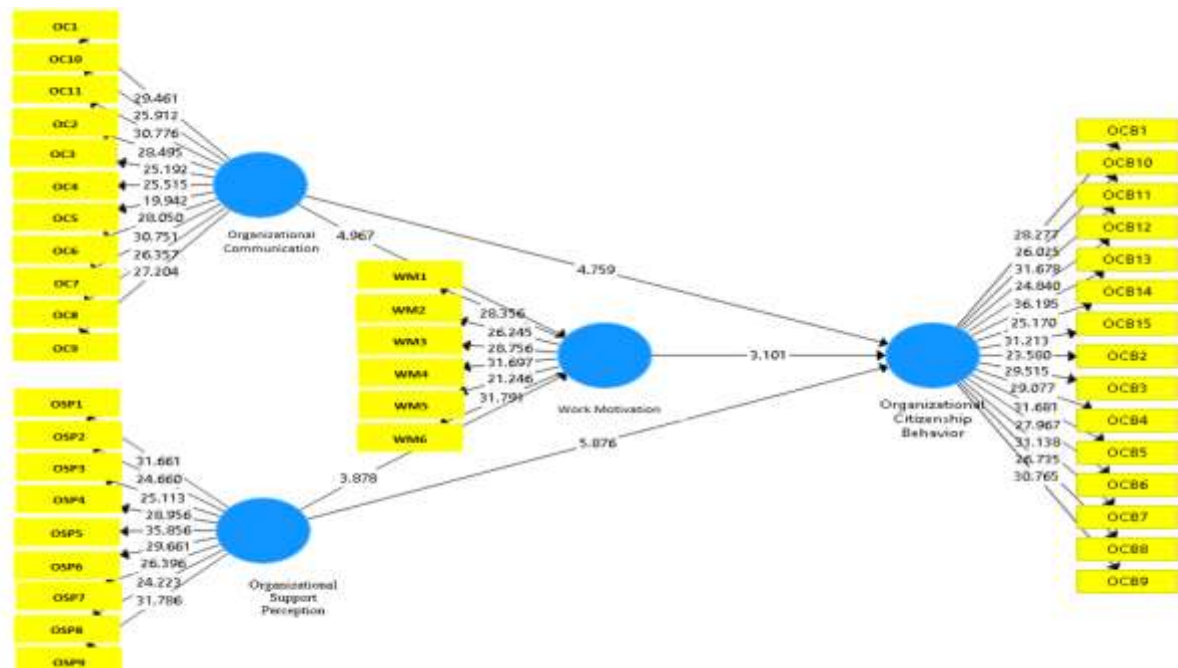 OC1
OC10
OC11
OC2
OC3
OC4
OC5
OC6
OC7
OC8
OC9
29.461
25.912
30.776
28.495
25.192
25.515
19.942
28.050
30.751
26.357
27.204
Organizational
Communication
4.967
4.759
WM1
WM2
WM3
WM4
WM5
WM6
28.356
26.245
28.756
31.697
21.246
31.791
Work Motivation
3.101
OSP1
OSP2
OSP3
OSP4
OSP5
OSP6
OSP7
OSP8
OSP9
31.661
24.660
25.113
28.956
35.856
29.661
26.396
24.223
31.786
Organizational
Support
Perception
3.878
5.876
Organizational
Citizenship
Behavior
28.277
26.025
31.678
24.840
36.195
25.170
31.213
23.580
29.515
29.077
31.681
27.967
31.138
26.735
30.765
OCB1
OCB10
OCB11
OCB12
OCB13
OCB14
OCB15
OCB2
OCB3
OCB4
OCB5
OCB6
OCB7
OCB8
OCB9